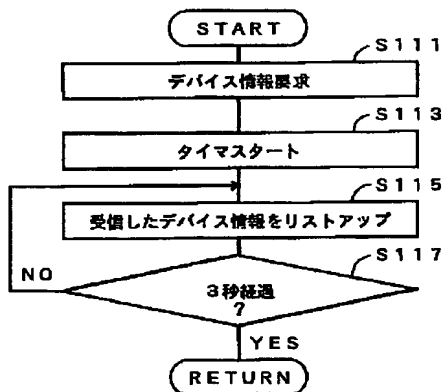 START
S111
デバイス情報要求
S113
タイマスタート
S115
受信したデバイス情報をリストアップ
S117
NO
3秒経過
?
YES
RETURN